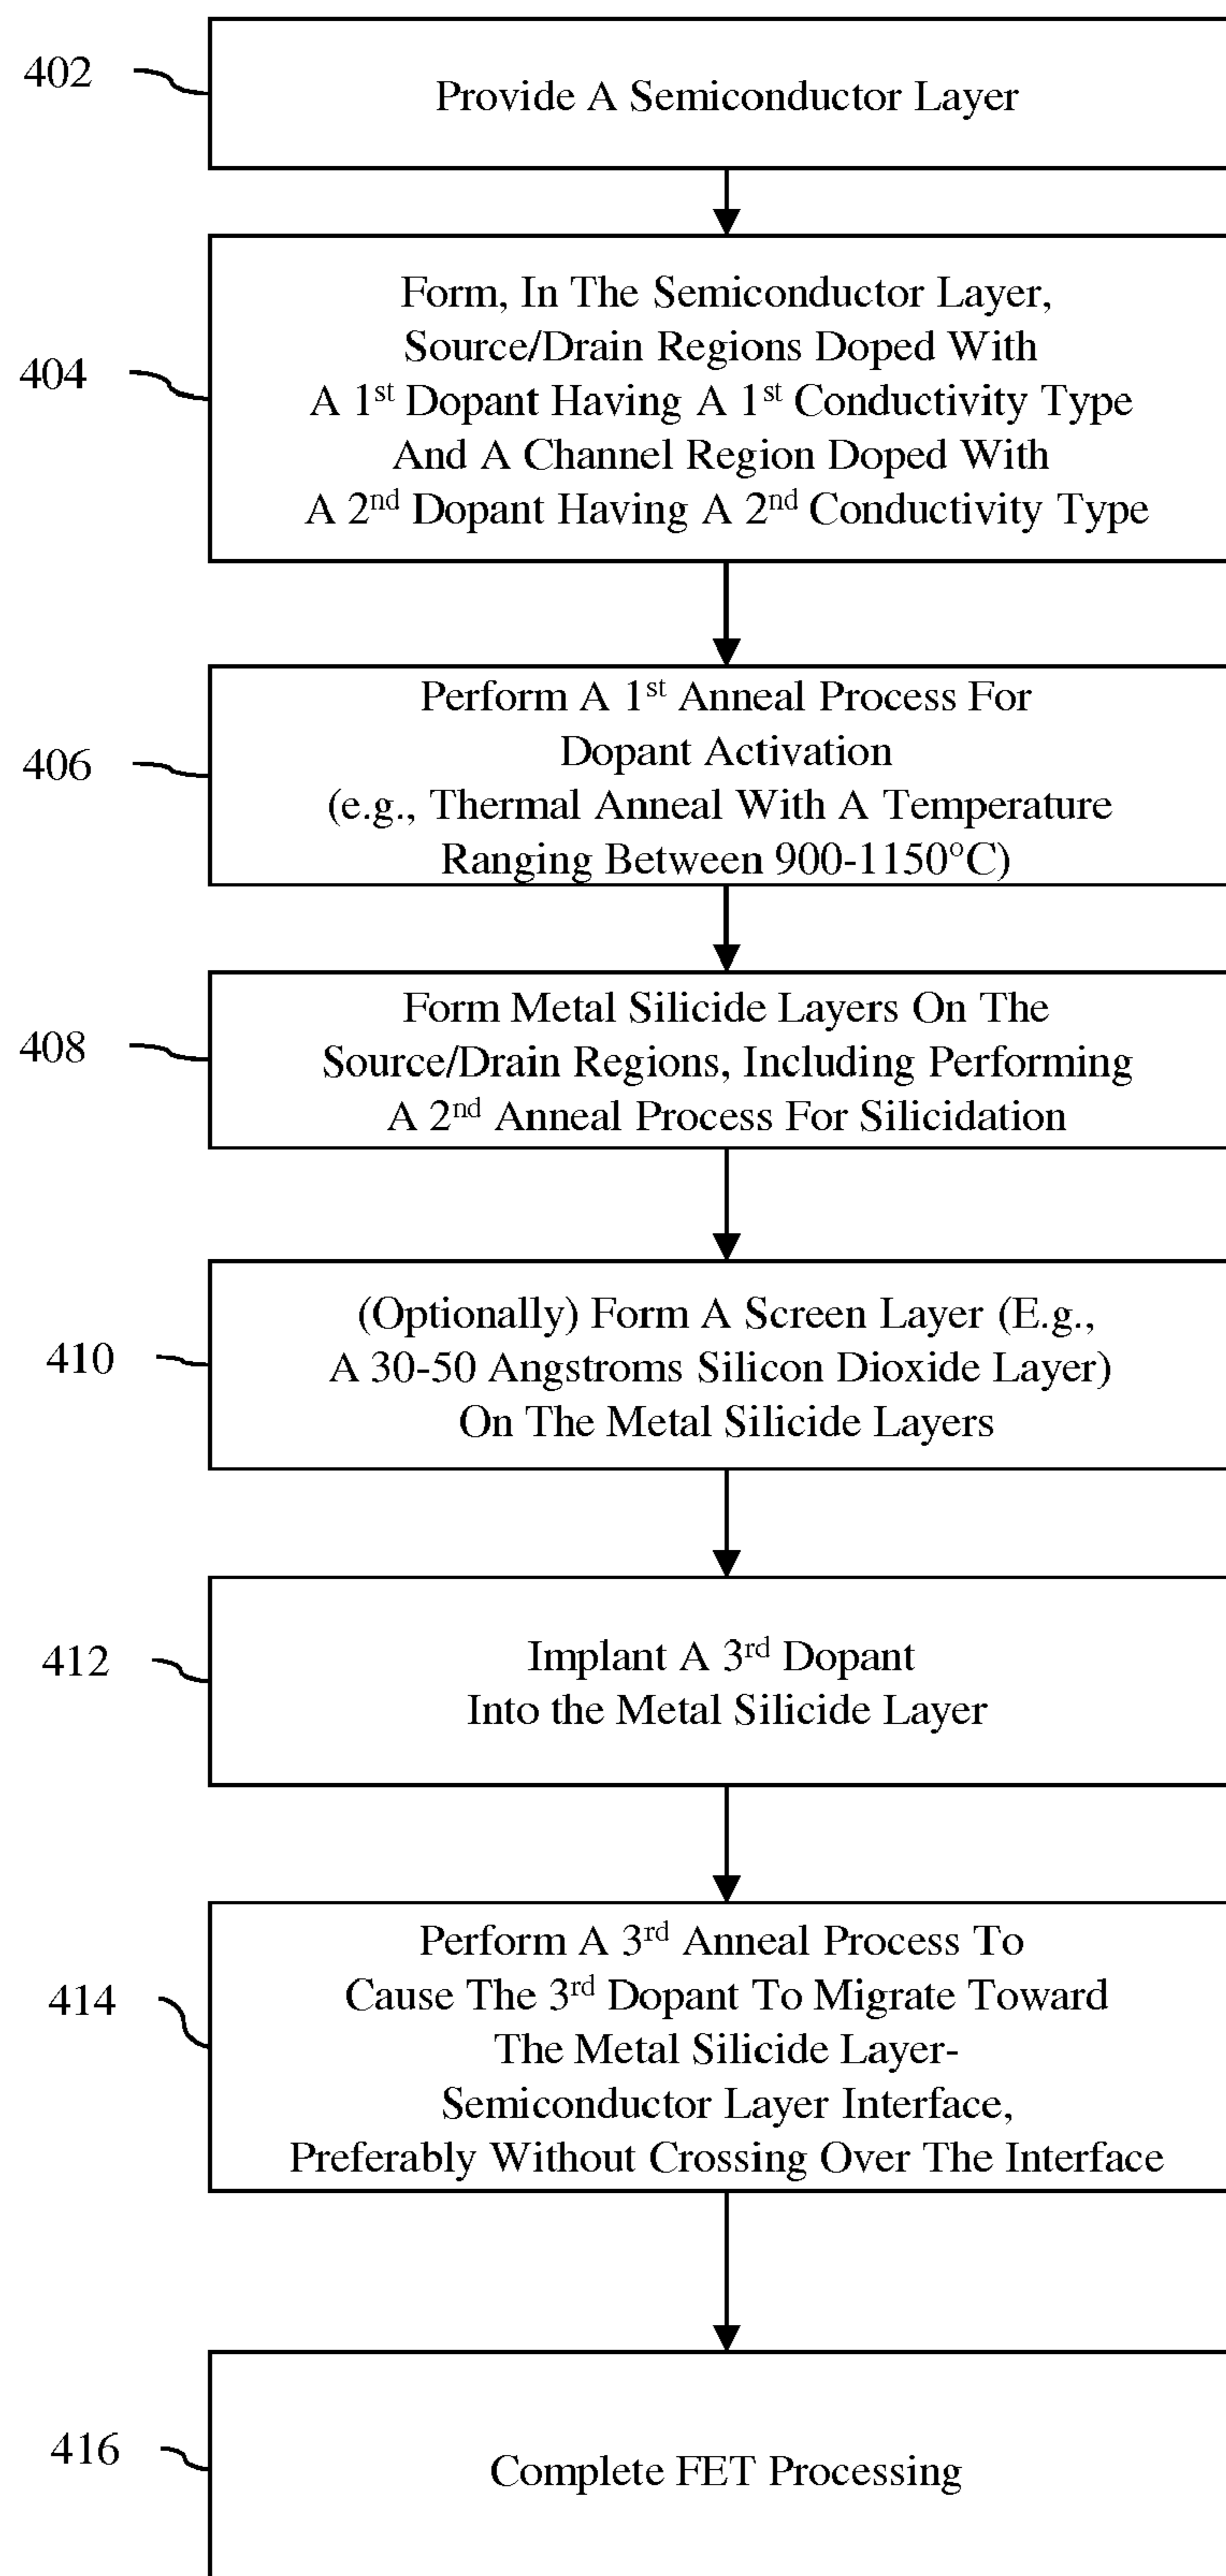 402
Provide A Semiconductor Layer
404
Form, In The Semiconductor Layer,
Source/Drain Regions Doped With
A 1st Dopant Having A 1st Conductivity Type
And A Channel Region Doped With
A 2nd Dopant Having A 2nd Conductivity Type
406
Perform A 1st Anneal Process For
Dopant Activation
(e.g., Thermal Anneal With A Temperature
Ranging Between 900-1150°C)
408
Form Metal Silicide Layers On The
Source/Drain Regions, Including Performing
A 2nd Anneal Process For Silicidation
410
(Optionally) Form A Screen Layer (E.g.,
A 30-50 Angstroms Silicon Dioxide Layer)
On The Metal Silicide Layers
412
Implant A 3rd Dopant
Into the Metal Silicide Layer
414
Perform A 3rd Anneal Process To
Cause The 3rd Dopant To Migrate Toward
The Metal Silicide Layer-
Semiconductor Layer Interface,
Preferably Without Crossing Over The Interface
416
Complete FET Processing